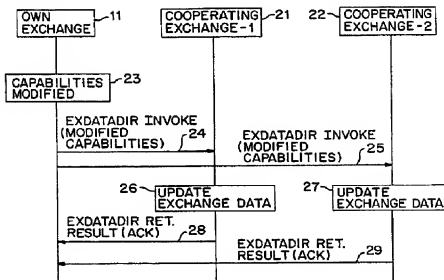 OWN
EXCHANGE
11
COOPERATING
EXCHANGE-1
21
COOPERATING
EXCHANGE-2
22
CAPABILITIES
MODIFIED
23
EXDATADIR INVOKE
(MODIFIED
CAPABILITIES)
24
EXDATADIR INVOKE
(MODIFIED
CAPABILITIES)
25
26
UPDATE
EXCHANGE DATA
27
UPDATE
EXCHANGE DATA
EXDATADIR RET.
RESULT (ACK)
28
EXDATADIR RET.
RESULT (ACK)
29